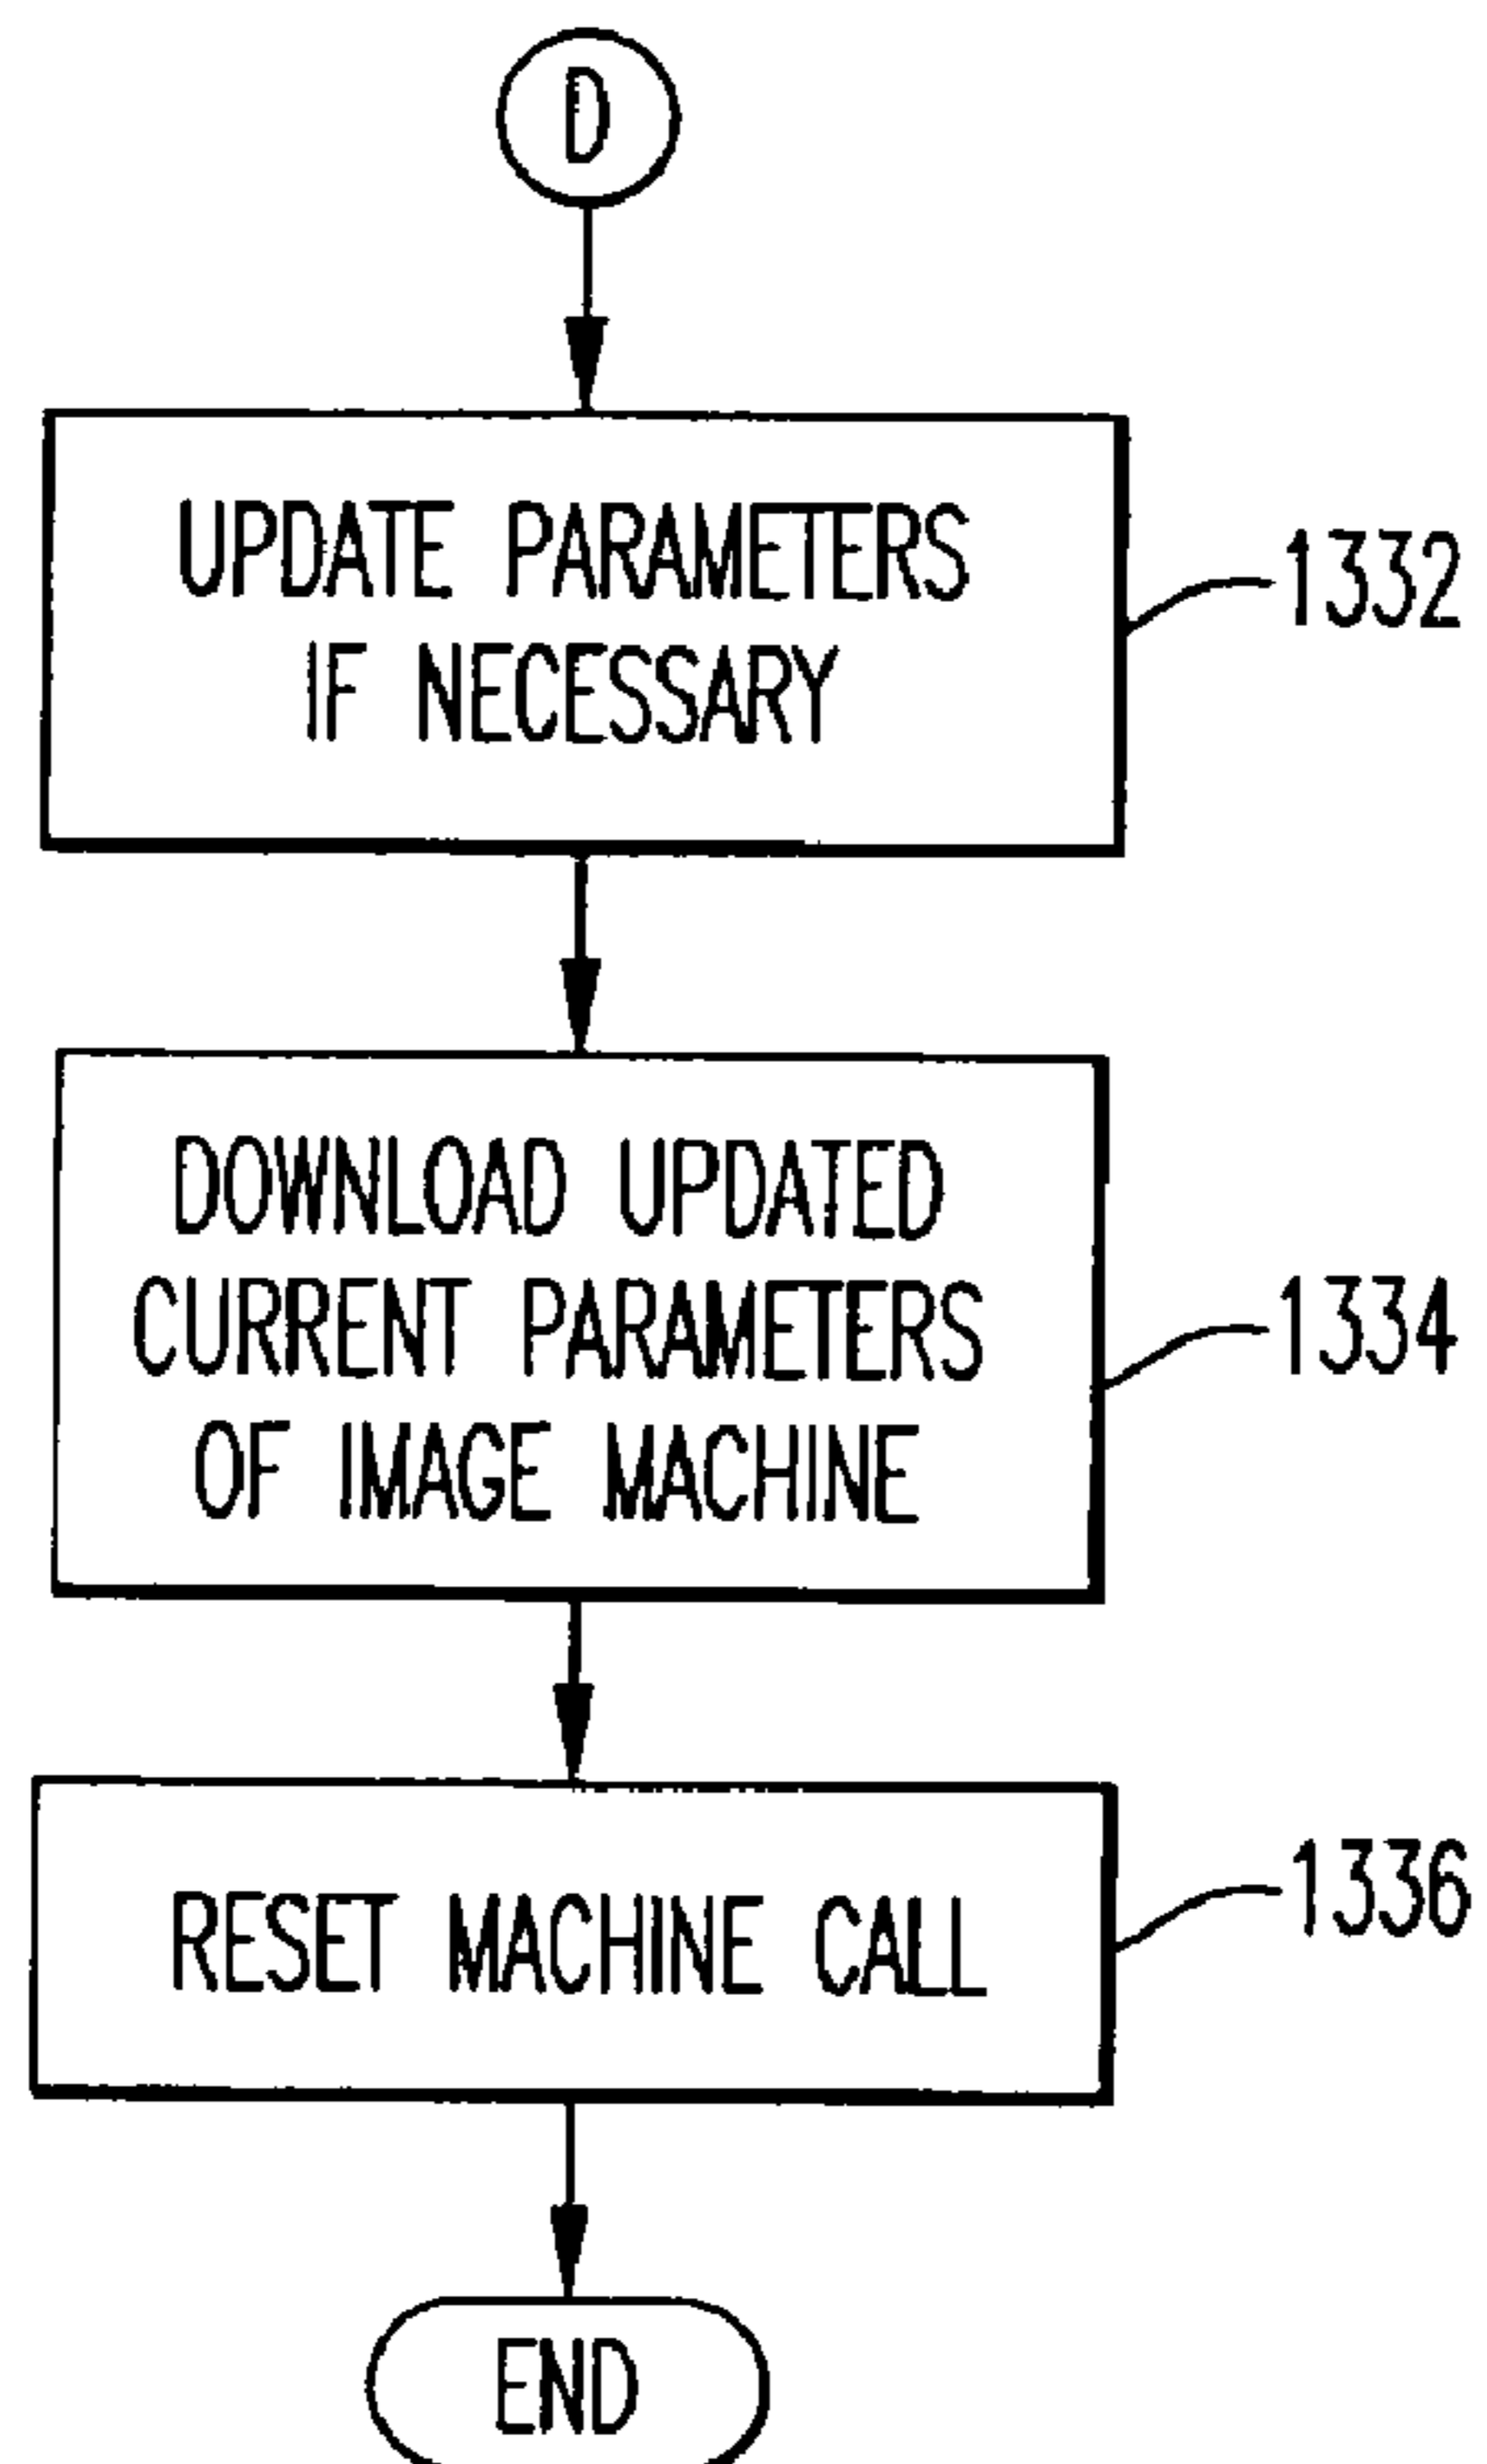 D
UPDATE PARAMETERS
IF NECESSARY
1332
DOWNLOAD UPDATED
CURRENT PARAMETERS
OF IMAGE MACHINE
1334
RESET MACHINE CALL
1336
END